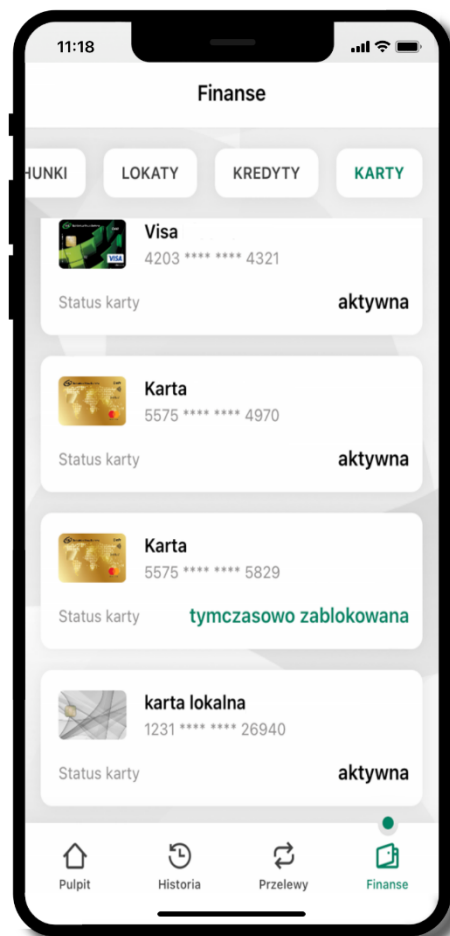 11:18
Finanse
HUNKI
LOKATY
KREDYTY
KARTY
VISA
Visa
4203 **** **** 4321
Status karty
aktywna
Karta
5575 **** **** 4970
Status karty
aktywna
Karta
5575 **** **** 5829
Status karty
tymczasowo zablokowana
karta lokalna
1231 **** **** 26940
Status karty
aktywna
Pulpit
Historia
Przelewy
Finanse